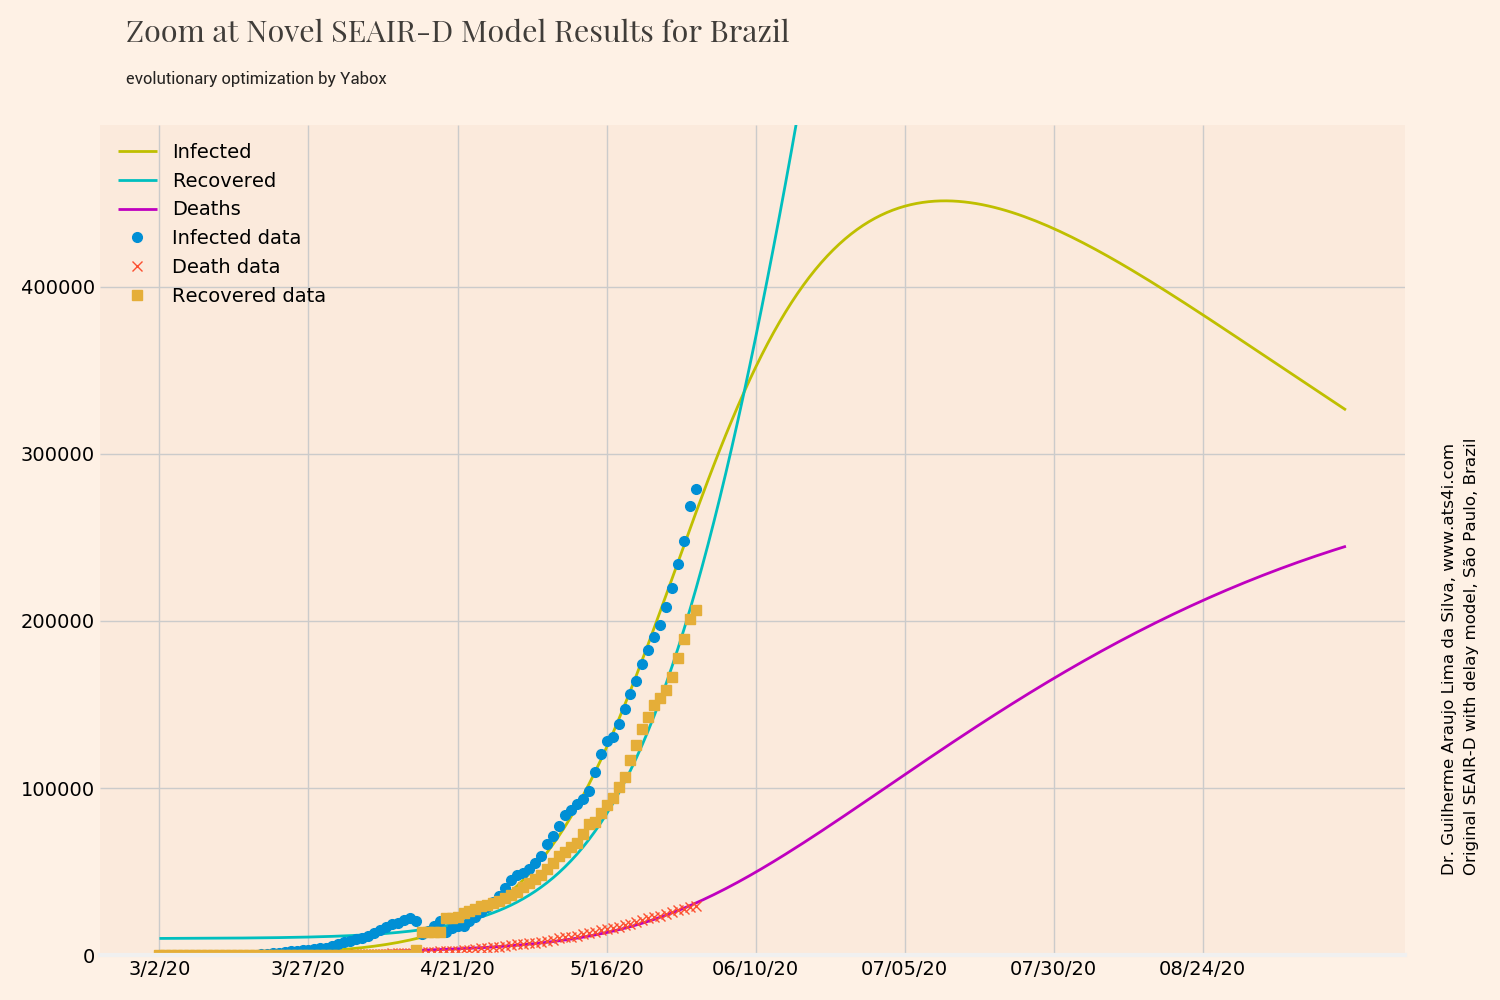 Zoom at Novel SEAIR-D Model Results for Brazil
evolutionary optimization by Yabox
Infected
Recovered
Deaths
Infected data
Death data
Recovered data
400000
300000
200000
100000
0
3/2/20
3/27/20
4/21/20
5/16/20
06/10/20
07/05/20
07/30/20
08/24/20
Dr. Guilherme Araujo Lima da Silva, www.ats4i.com
Original SEAIR-D with delay model, São Paulo, Brazil